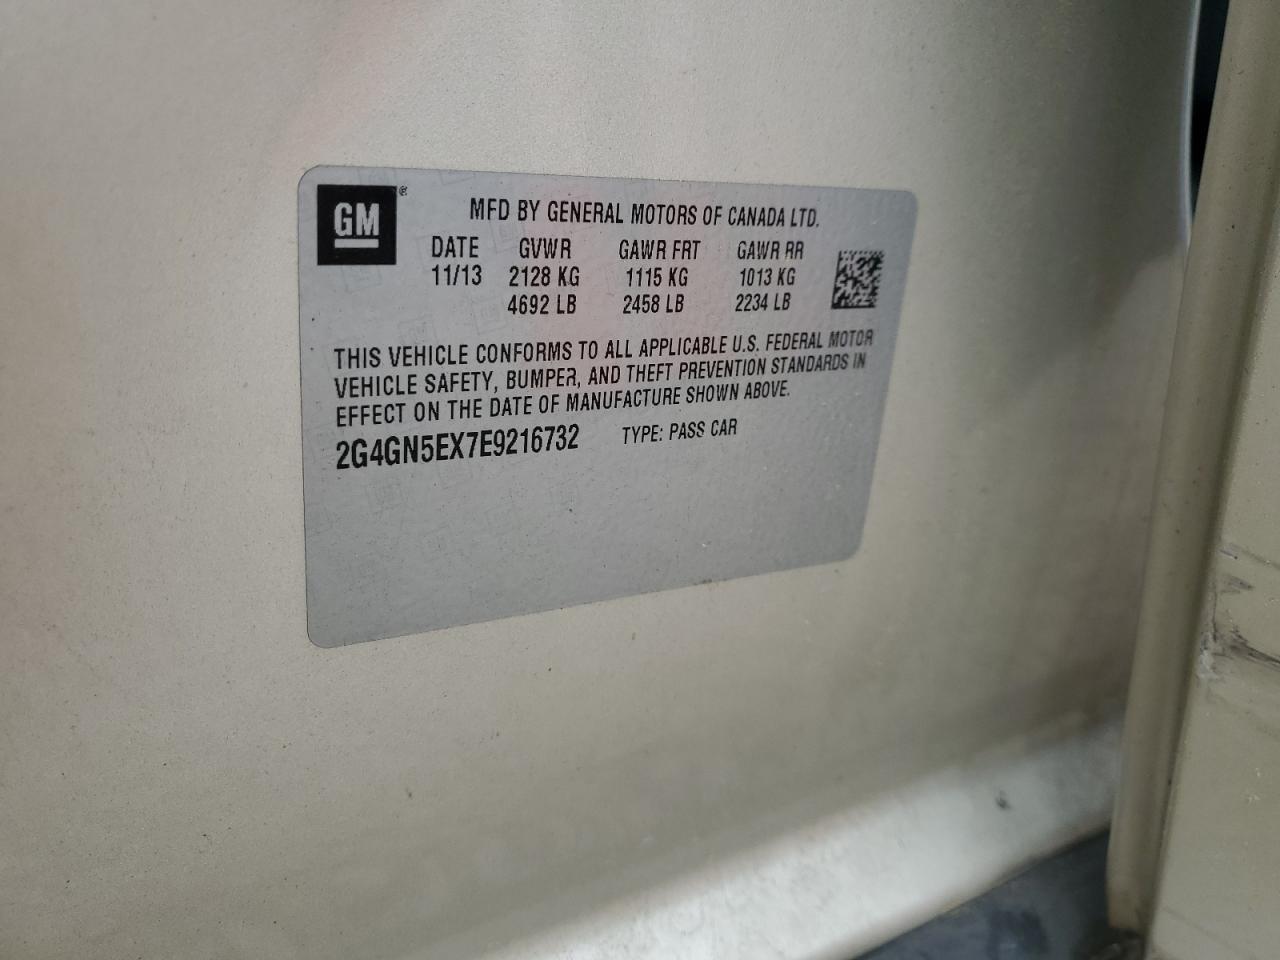 GM®
MFD BY GENERAL MOTORS OF CANADA LTD.
DATE GVWR GAWR FRT GAWR RR
11/13 2128 KG 1115 KG 1013 KG
4692 LB 2458 LB 2234 LB
THIS VEHICLE CONFORMS TO ALL APPLICABLE U.S. FEDERAL MOTOR
VEHICLE SAFETY, BUMPER, AND THEFT PREVENTION STANDARDS IN
EFFECT ON THE DATE OF MANUFACTURE SHOWN ABOVE.
2G4GN5EX7E9216732 TYPE: PASS CAR